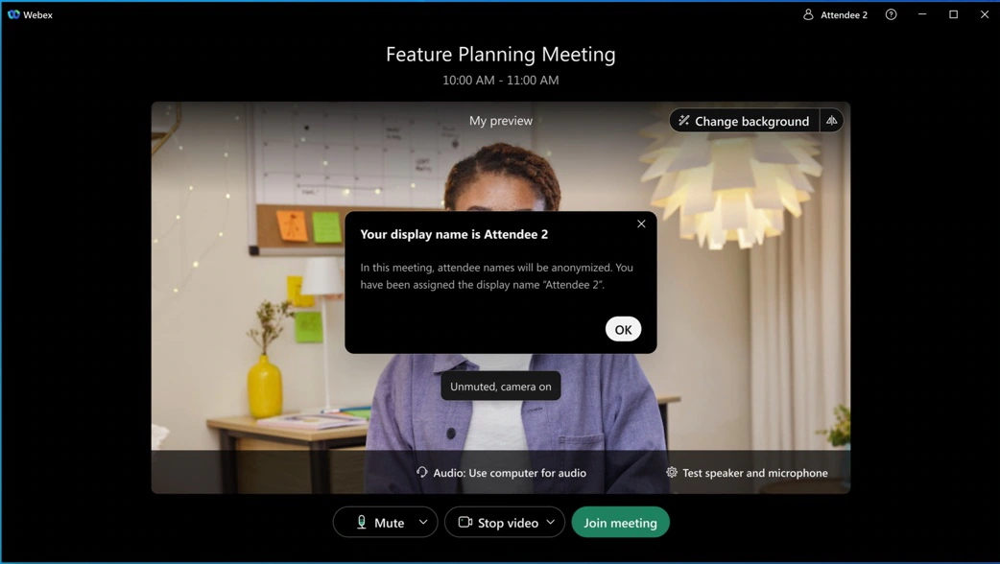 Webex
Attendee 2
Feature Planning Meeting
10:00 AM - 11:00 AM
My preview
Change background
Your display name is Attendee 2
In this meeting, attendee names will be anonymized. You
have been assigned the display name “Attendee 2”.
OK
Unmuted, camera on
Audio: Use computer for audio
Test speaker and microphone
Mute
Stop video
Join meeting